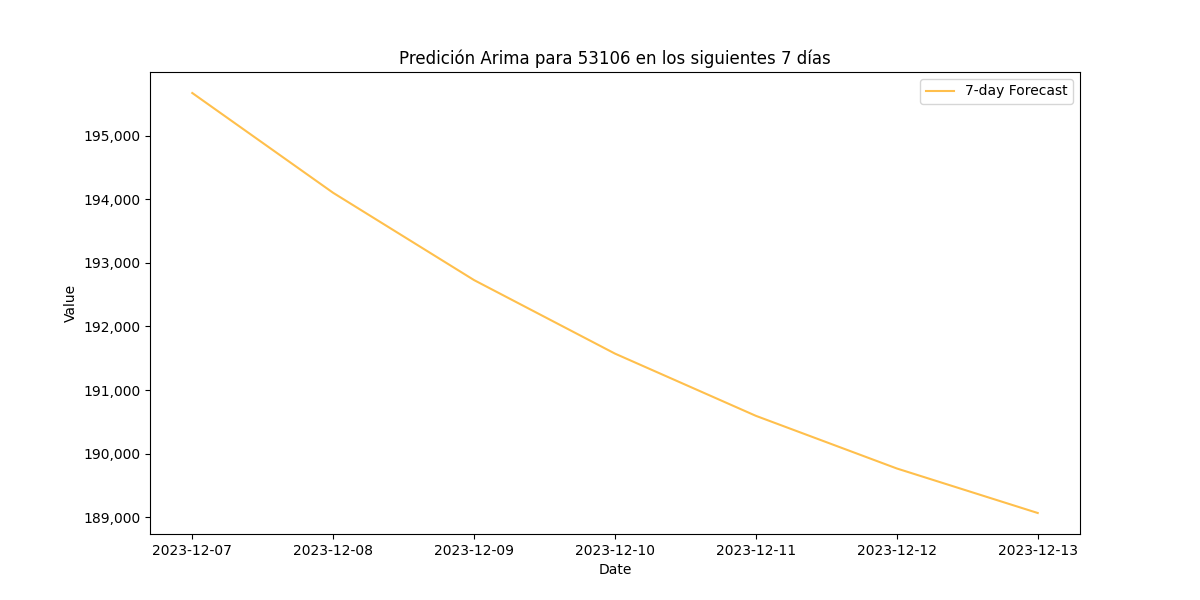 Predición Arima para 53106 en los siguientes 7 días
7-day Forecast
195,000
194,000
193,000
192,000
191,000
190,000
189,000
Value
2023-12-07 2023-12-08 2023-12-09 2023-12-10 2023-12-11 2023-12-12 2023-12-13
Date